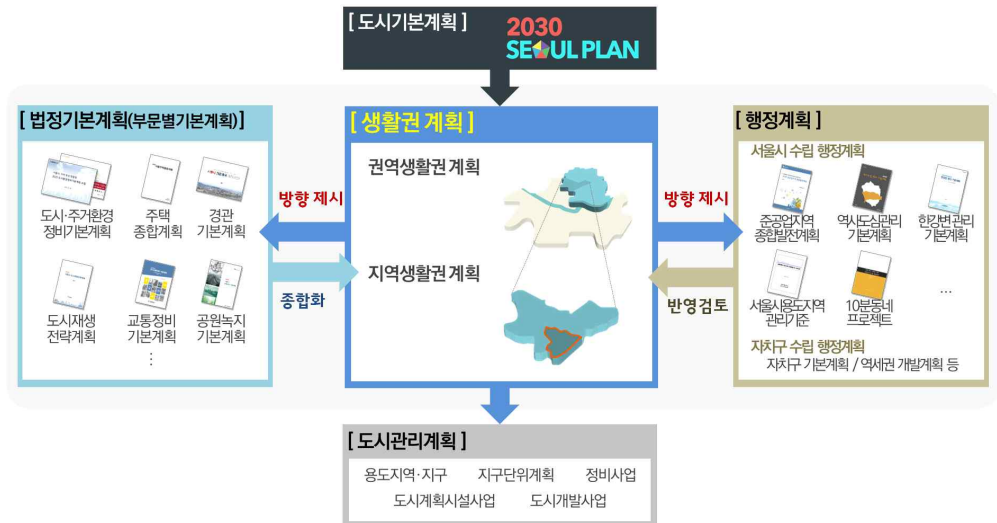 [ 도시기본계획 ]
2030
SEOUL PLAN
[ 법정기본계획(부문별기본계획) ]
도시·주거환경
정비기본계획
주택
종합계획
경관
기본계획
도시재생
전략계획
교통정비
기본계획
공원녹지
기본계획
⋮
방향 제시
종합화
[ 생활권 계획 ]
권역생활권 계획
지역생활권 계획
방향 제시
반영검토
[ 행정계획 ]
서울시 수립 행정계획
준공업지역
종합발전계획
역사도심관리
기본계획
한강변관리
기본계획
서울시용도지역
관리기준
10분동네
프로젝트
…
자치구 수립 행정계획
자치구 기본계획 / 역세권 개발계획 등
[ 도시관리계획 ]
용도지역·지구 지구단위계획 정비사업
도시계획시설사업 도시개발사업